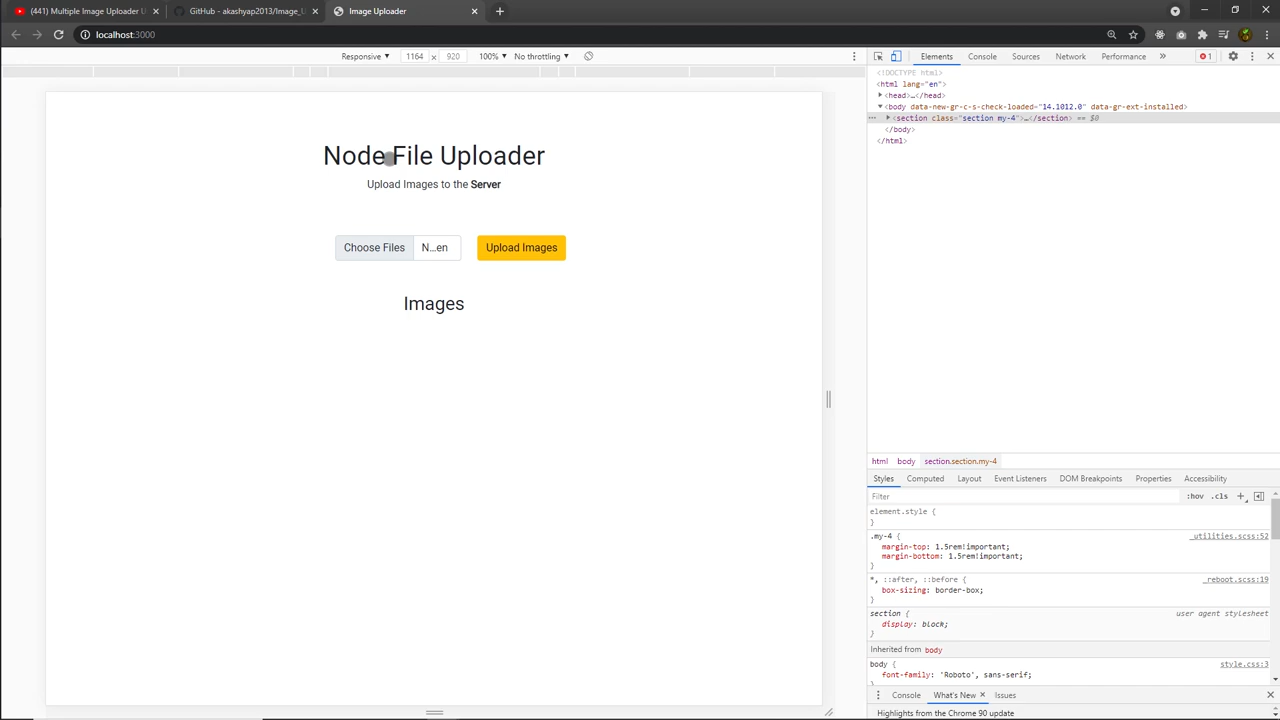 (441) Multiple Image Uploader U
GitHub - akashyap2013/Image_U
Image Uploader
localhost:3000
Responsive 1164 × 920 100% No throttling
Elements Console Sources Network Performance » 1
<!DOCTYPE html>
<html lang="en">
<head>…</head>
<body data-new-gr-c-s-check-loaded="14.1012.0" data-gr-ext-installed>
<section class="section my-4">…</section> == $0
</body>
</html>
Node File Uploader
Upload Images to the Server
Choose Files N...en Upload Images
Images
html body section.section.my-4
Styles Computed Layout Event Listeners DOM Breakpoints Properties Accessibility
Filter :hov .cls +
element.style {
}
.my-4 { _utilities.scss:52
margin-top: 1.5rem!important;
margin-bottom: 1.5rem!important;
}
*, ::after, ::before { _reboot.scss:19
box-sizing: border-box;
}
section { user agent stylesheet
display: block;
}
Inherited from body
body { style.css:3
font-family: 'Roboto', sans-serif;
Console What's New × Issues
Highlights from the Chrome 90 update